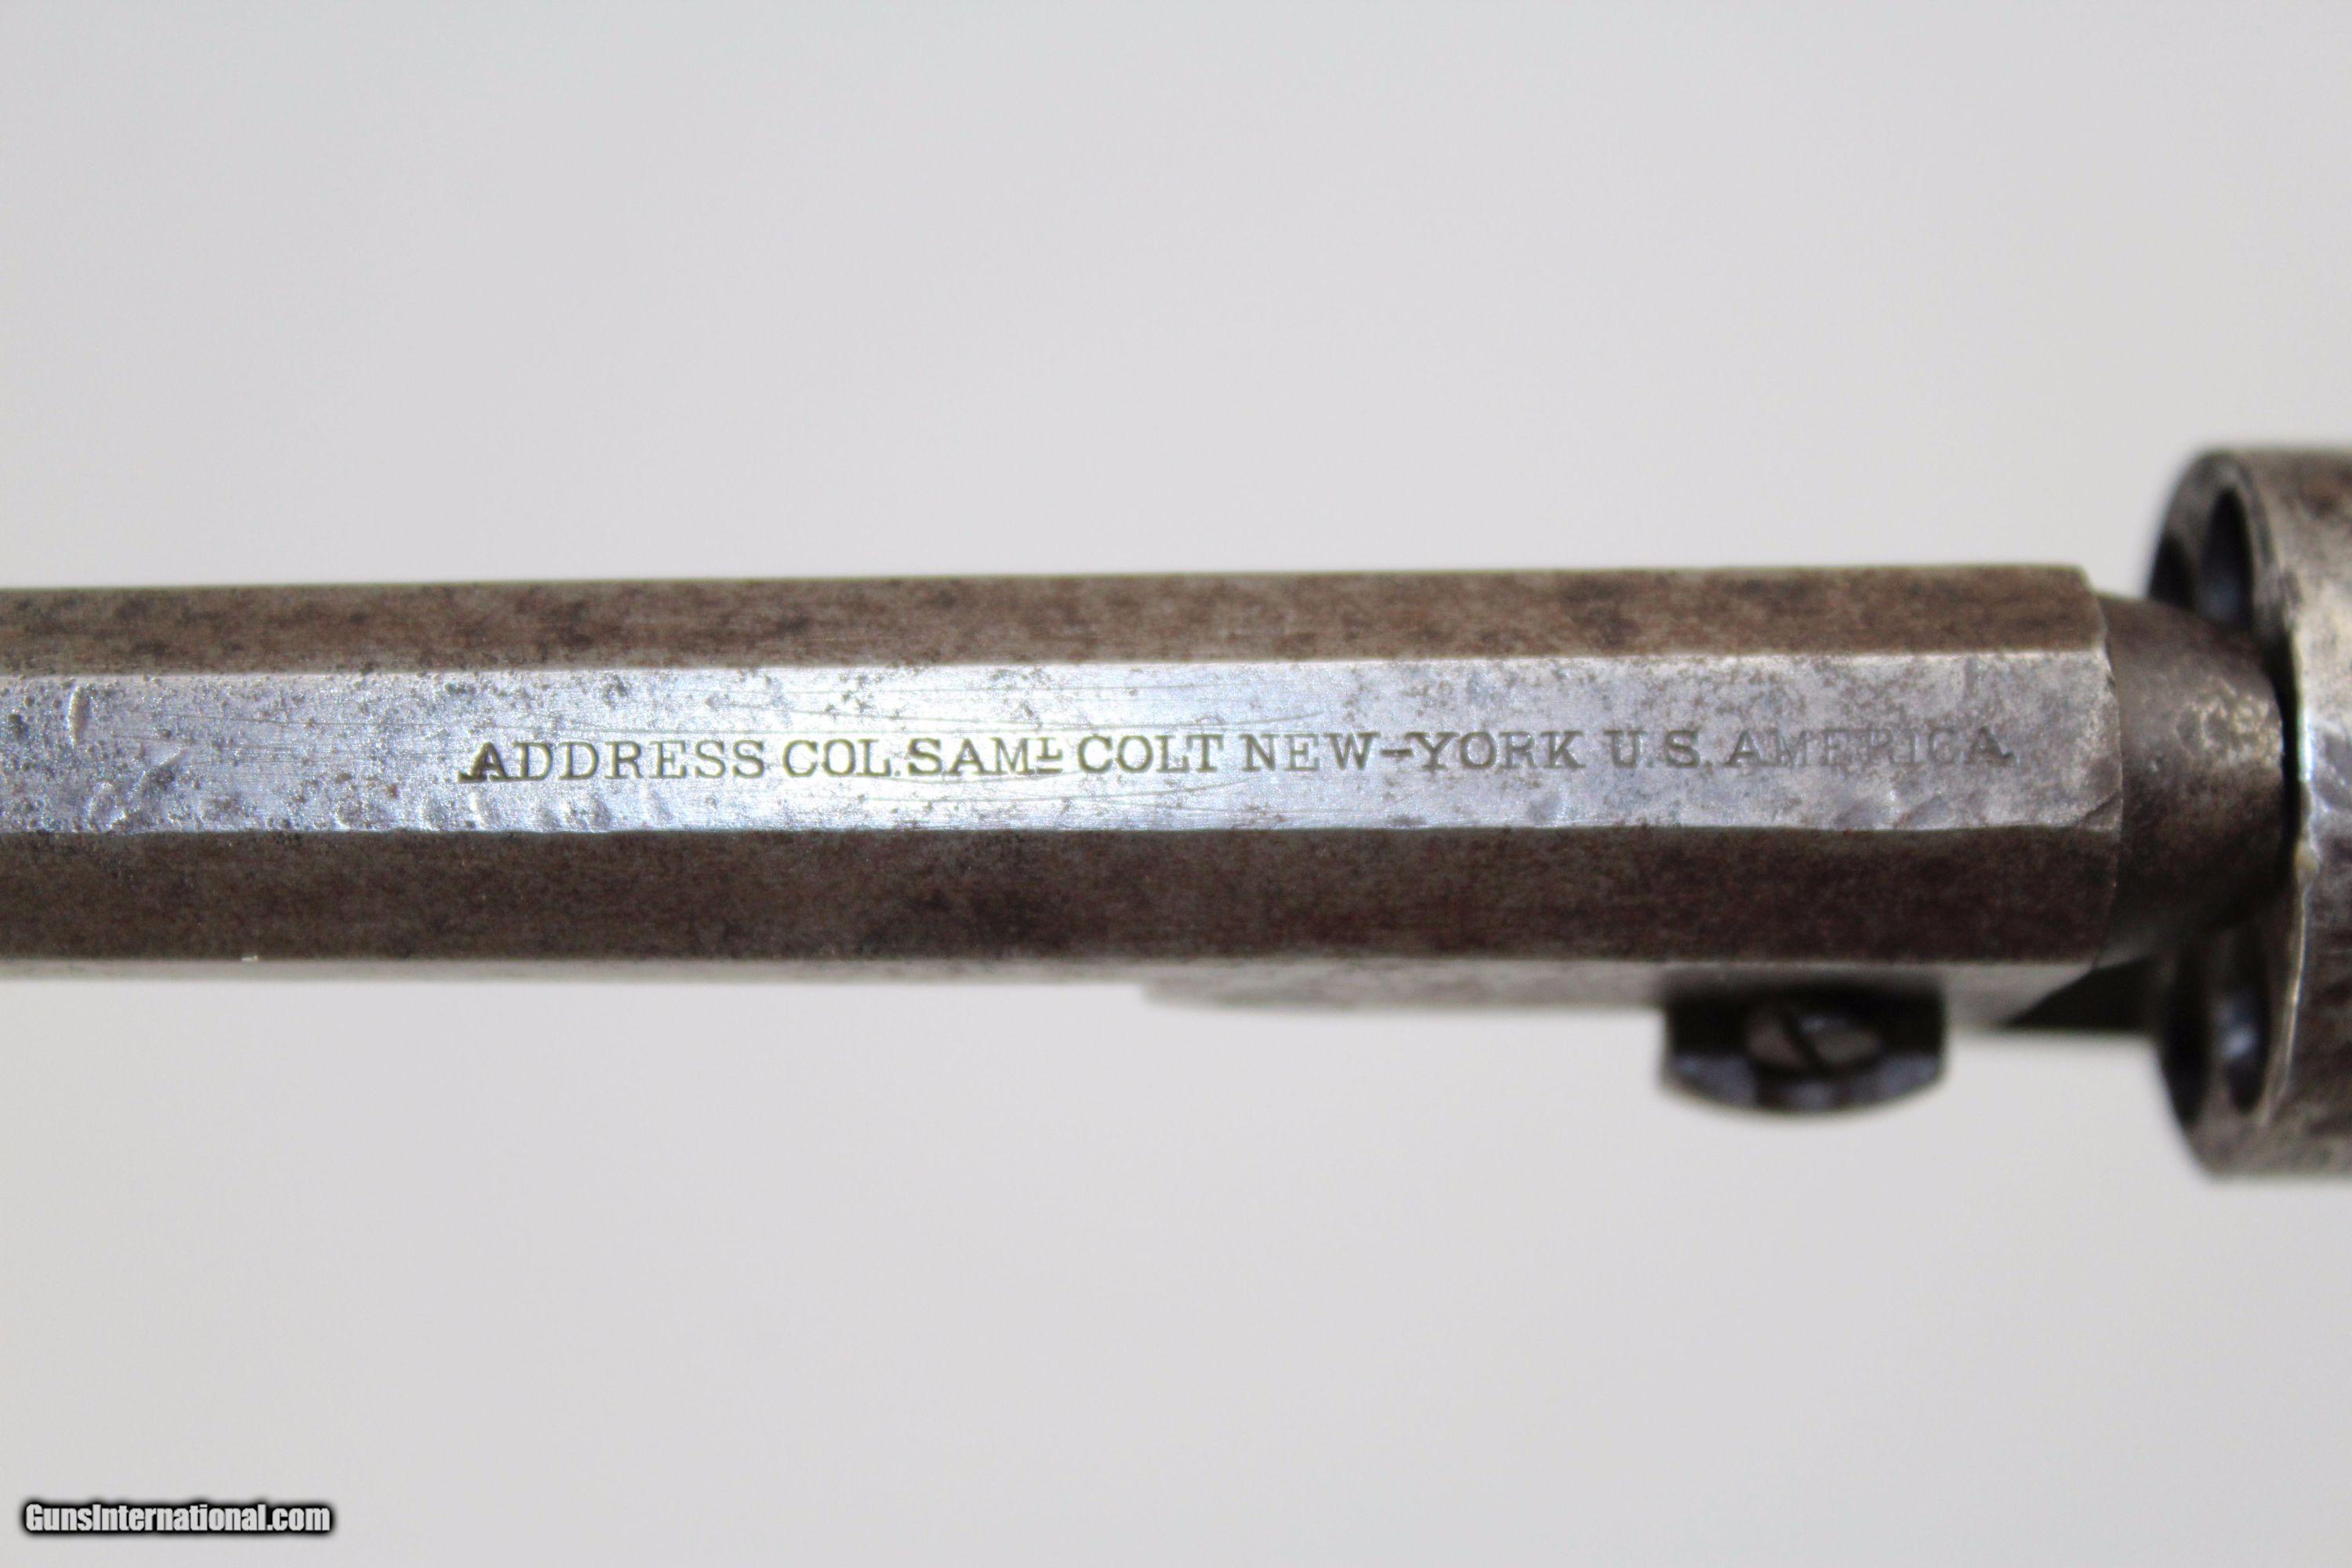 ADDRESS COL. SAMᴸ COLT NEW-YORK U.S. AMERICA
GunsInternational.com